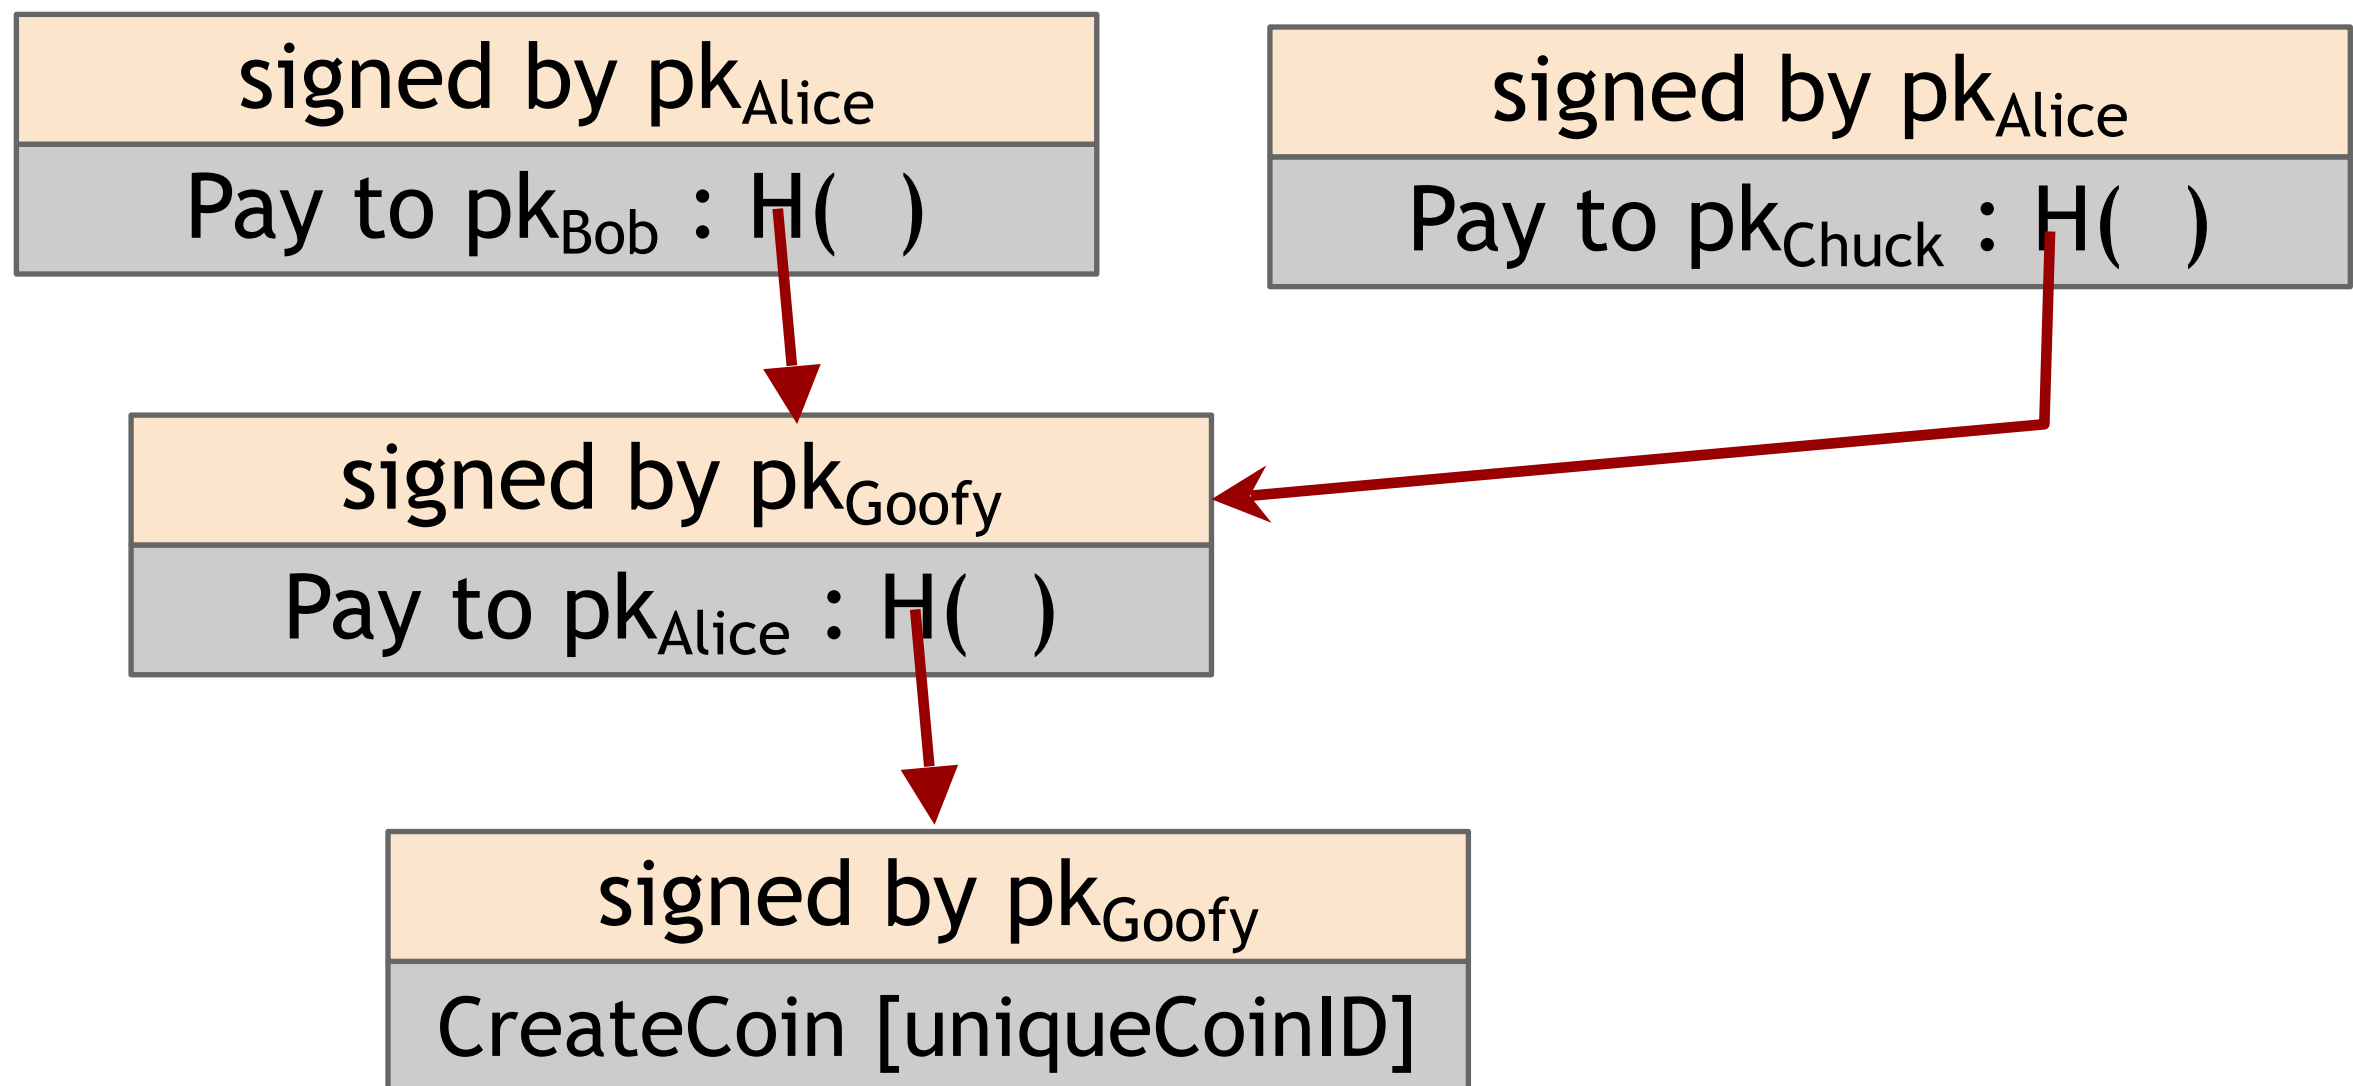 signed by pkAlice
Pay to pkBob : H( )
signed by pkAlice
Pay to pkChuck : H( )
signed by pkGoofy
Pay to pkAlice : H( )
signed by pkGoofy
CreateCoin [uniqueCoinID]